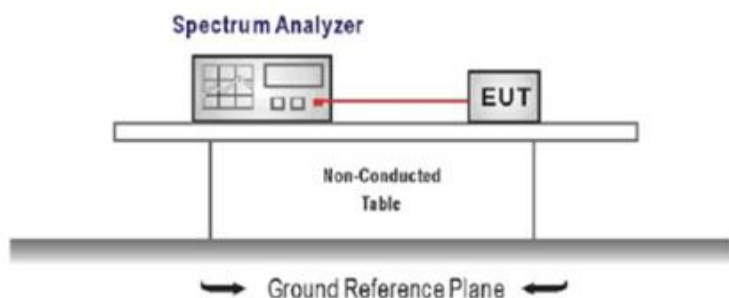 Spectrum Analyzer
EUT
Non-Conducted
Table
Ground Reference Plane